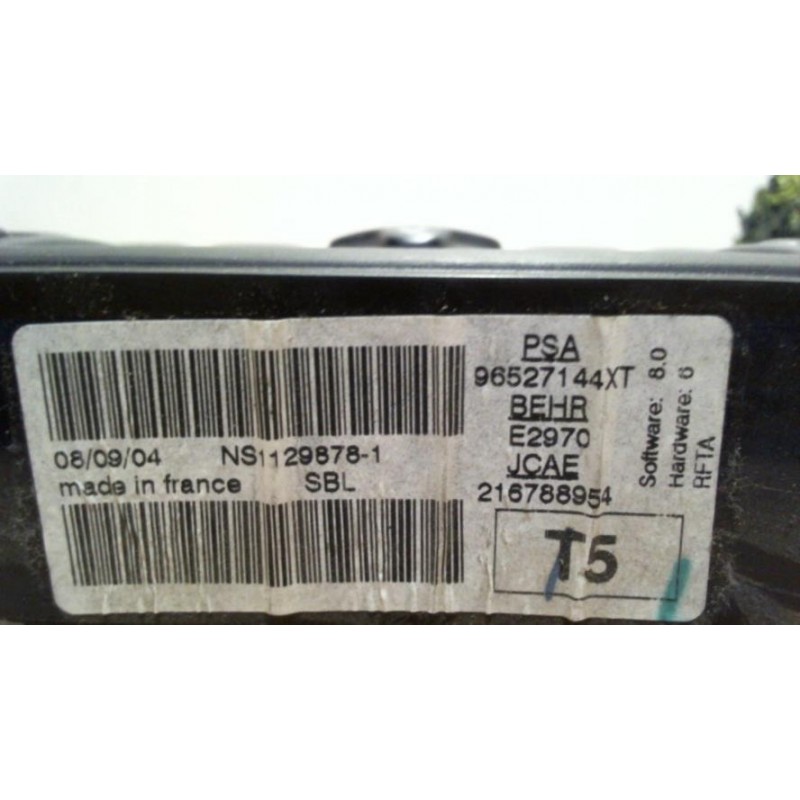 PSA
96527144XT
BEHR
E2970
JCAE
216788954
T5
08/09/04 NS1129878-1
made in france SBL
Software: 8.0
Hardware: 6
RFTA